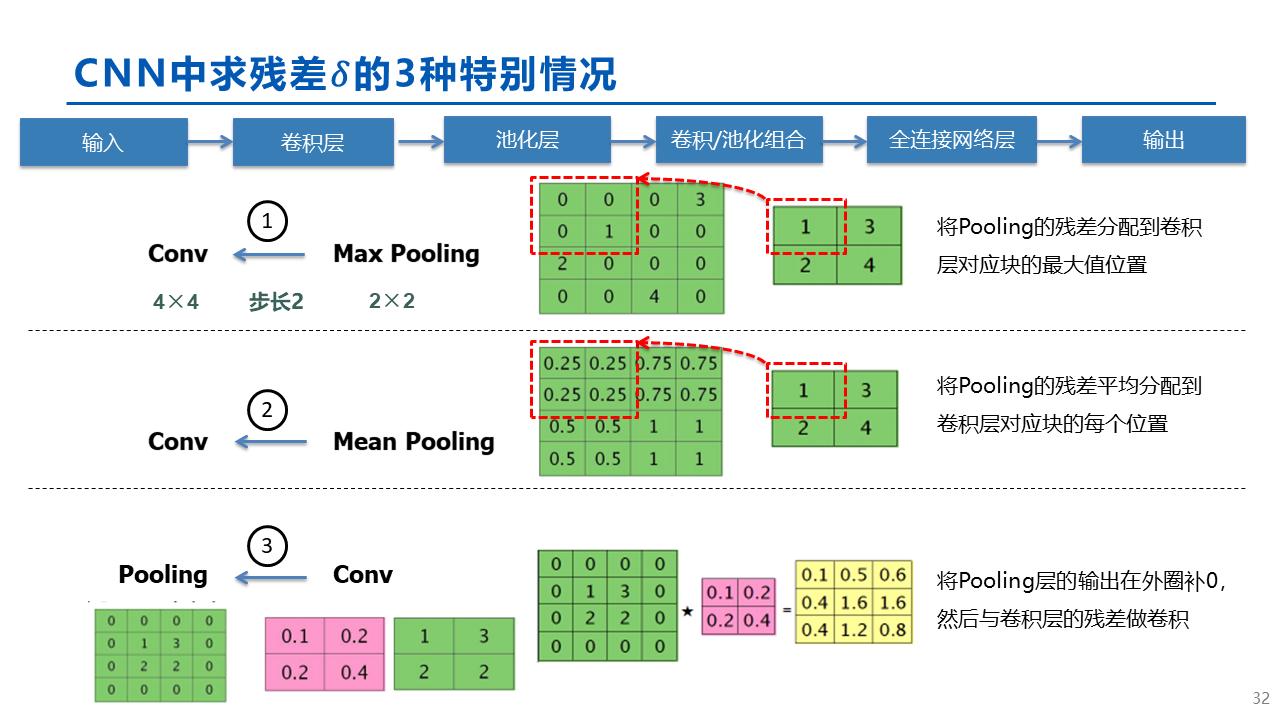 CNN中求残差δ的3种特别情况
输入
卷积层
池化层
卷积/池化组合
全连接网络层
输出
1
Conv
Max Pooling
4×4
步长2
2×2
0 0 0 3
0 1 0 0
2 0 0 0
0 0 4 0
1 3
2 4
将Pooling的残差分配到卷积
层对应块的最大值位置
2
Conv
Mean Pooling
0.25 0.25 0.75 0.75
0.25 0.25 0.75 0.75
0.5 0.5 1 1
0.5 0.5 1 1
1 3
2 4
将Pooling的残差平均分配到
卷积层对应块的每个位置
3
Pooling
Conv
0 0 0 0
0 1 3 0
0 2 2 0
0 0 0 0
0.1 0.2
0.2 0.4
1 3
2 2
0 0 0 0
0 1 3 0
0 2 2 0
0 0 0 0
★
0.1 0.2
0.2 0.4
=
0.1 0.5 0.6
0.4 1.6 1.6
0.4 1.2 0.8
将Pooling层的输出在外圈补0，
然后与卷积层的残差做卷积
32